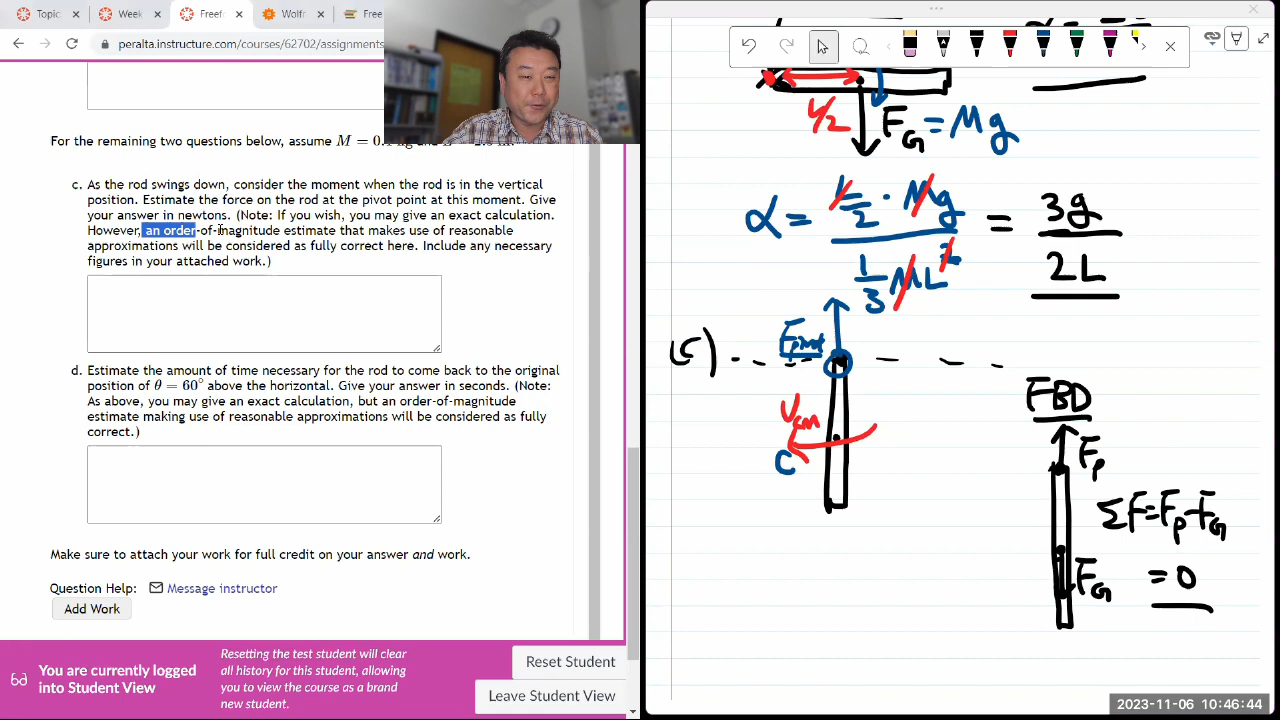 Topic
Week
Freef
Wolfr
Free
peralta.instructure.com/courses/62702/assignments
For the remaining two questions below, assume M = 0.
c. As the rod swings down, consider the moment when the rod is in the vertical
position. Estimate the force on the rod at the pivot point at this moment. Give
your answer in newtons. (Note: If you wish, you may give an exact calculation.
However, an order-of-magnitude estimate that makes use of reasonable
approximations will be considered as fully correct here. Include any necessary
figures in your attached work.)
d. Estimate the amount of time necessary for the rod to come back to the original
position of θ = 60° above the horizontal. Give your answer in seconds. (Note:
As above, you may give an exact calculation, but an order-of-magnitude
estimate making use of reasonable approximations will be considered as fully
correct.)
Make sure to attach your work for full credit on your answer and work.
Question Help: Message instructor
Add Work
You are currently logged
into Student View
Resetting the test student will clear
all history for this student, allowing
you to view the course as a brand
new student.
Reset Student
Leave Student View
L/2
F_G = Mg
α = (L/2 · Mg) / (1/3 ML²) = 3g / 2L
(c)
F_pivot
V_cm
C
FBD
F_p
ΣF = F_p - F_G
F_G
= 0
2023-11-06 10:46:44